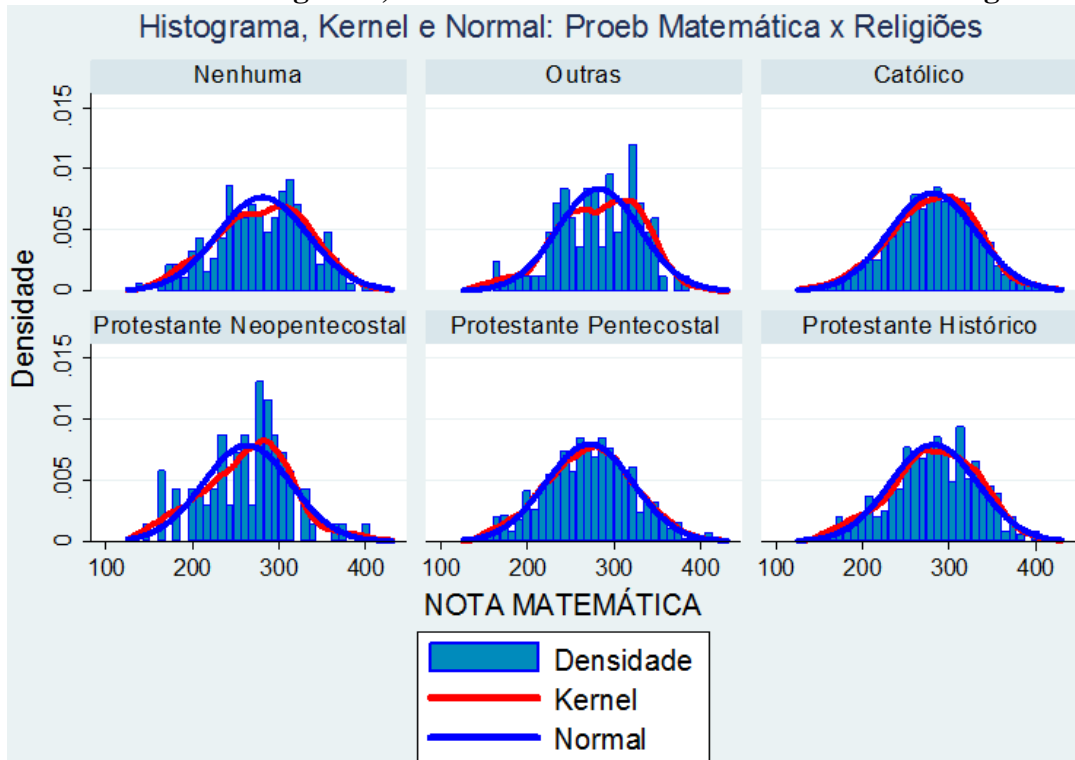 Histograma, Kernel e Normal: Proeb Matemática x Religiões
Nenhuma Outras Católico
.015
.01
.005
0
Protestante Neopentecostal Protestante Pentecostal Protestante Histórico
.015
.01
.005
0
Densidade
100 200 300 400 100 200 300 400 100 200 300 400
NOTA MATEMÁTICA
Densidade
Kernel
Normal